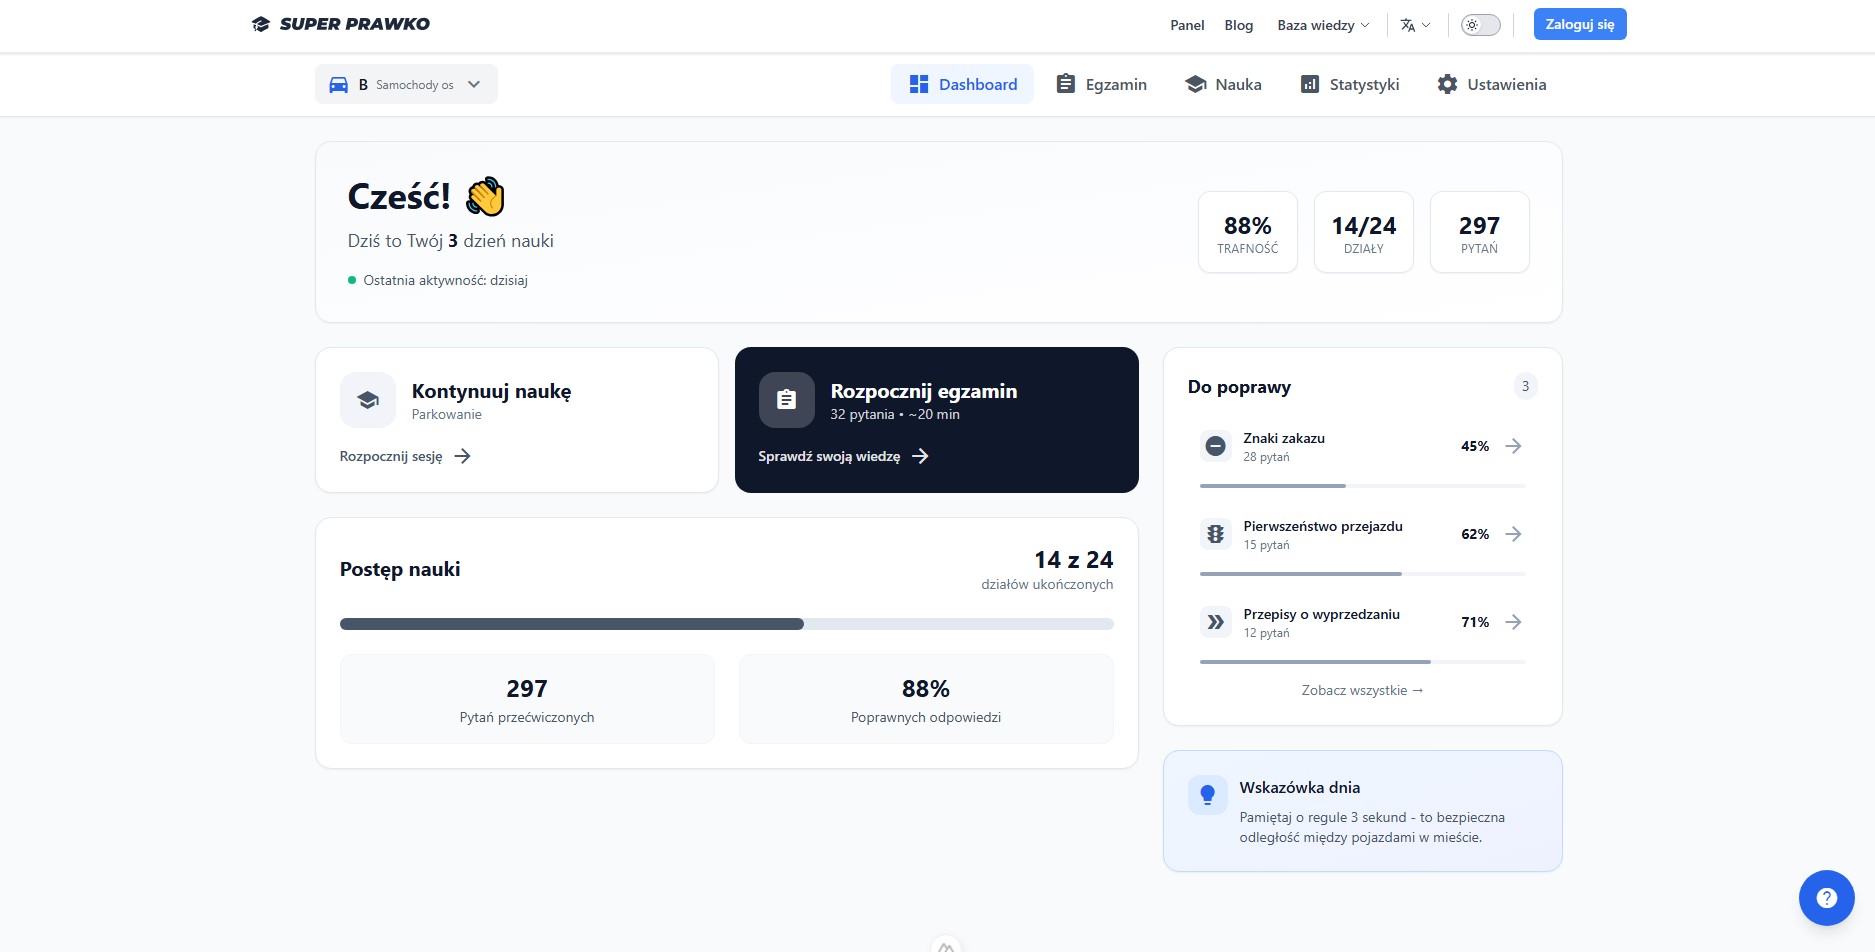 SUPER PRAWKO
Panel
Blog
Baza wiedzy
Zaloguj się
B Samochody os
Dashboard
Egzamin
Nauka
Statystyki
Ustawienia
Cześć!
Dziś to Twój 3 dzień nauki
Ostatnia aktywność: dzisiaj
88%
TRAFNOŚĆ
14/24
DZIAŁY
297
PYTAŃ
Kontynuuj naukę
Parkowanie
Rozpocznij sesję
Rozpocznij egzamin
32 pytania • ~20 min
Sprawdź swoją wiedzę
Postęp nauki
14 z 24
działów ukończonych
297
Pytań przećwiczonych
88%
Poprawnych odpowiedzi
Do poprawy
3
Znaki zakazu
28 pytań
45%
Pierwszeństwo przejazdu
15 pytań
62%
Przepisy o wyprzedzaniu
12 pytań
71%
Zobacz wszystkie →
Wskazówka dnia
Pamiętaj o regule 3 sekund - to bezpieczna
odległość między pojazdami w mieście.